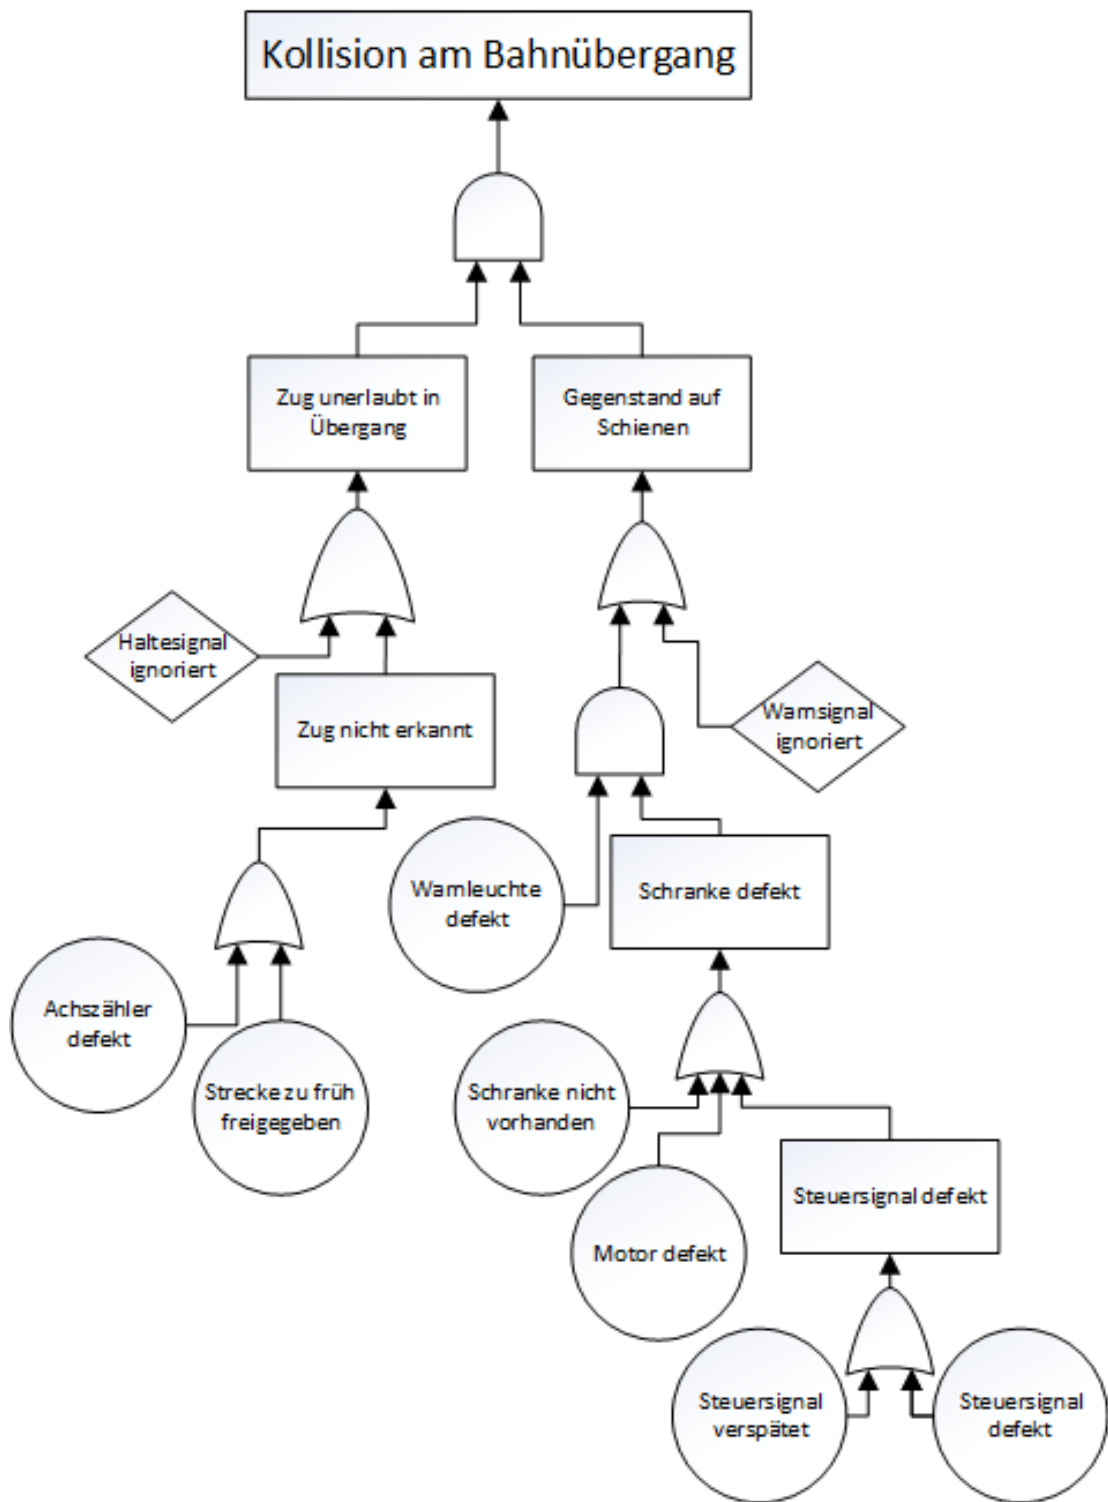 Kollision am Bahnübergang
Zug unerlaubt in
Übergang
Gegenstand auf
Schienen
Haltesignal
ignoriert
Zug nicht erkannt
Warnsignal
ignoriert
Warnleuchte
defekt
Schranke defekt
Achszähler
defekt
Strecke zu früh
freigegeben
Schranke nicht
vorhanden
Motor defekt
Steuersignal defekt
Steuersignal
verspätet
Steuersignal
defekt